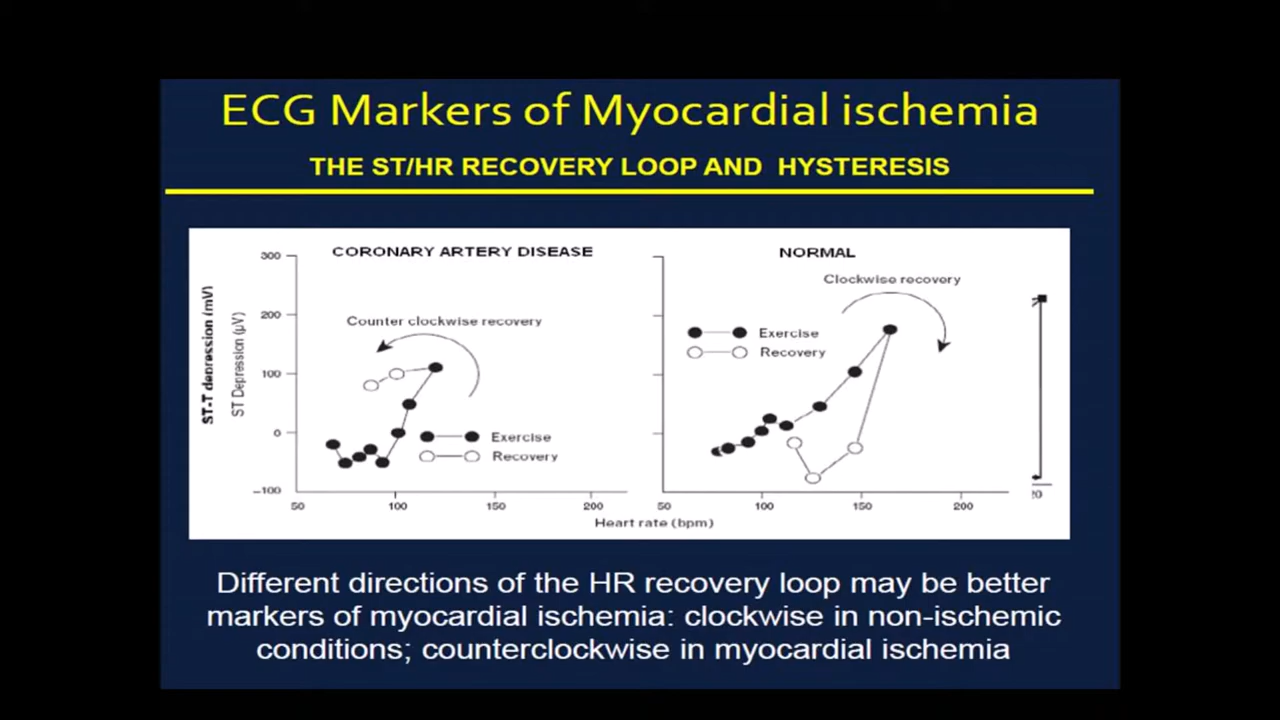 ECG Markers of Myocardial ischemia
THE ST/HR RECOVERY LOOP AND HYSTERESIS
CORONARY ARTERY DISEASE
NORMAL
ST-T depression (mV)
ST Depression (µV)
300
200
100
0
-100
Counter clockwise recovery
Exercise
Recovery
50
100
150
200
Clockwise recovery
Exercise
Recovery
50
100
150
200
Heart rate (bpm)
Different directions of the HR recovery loop may be better
markers of myocardial ischemia: clockwise in non-ischemic
conditions; counterclockwise in myocardial ischemia